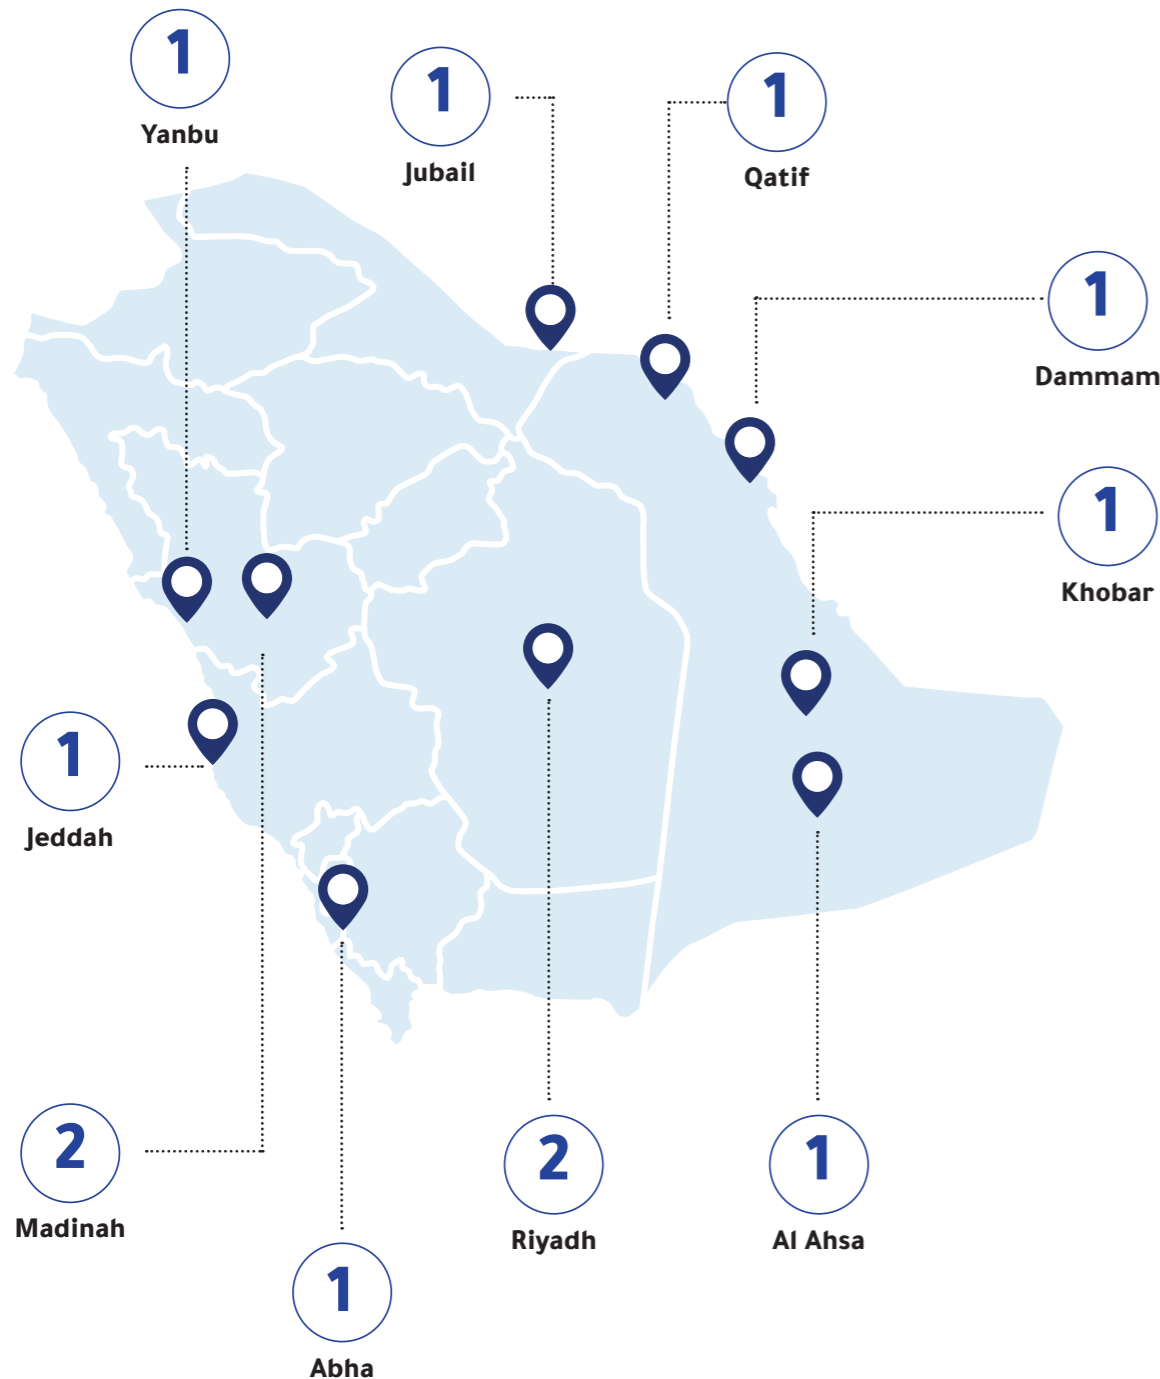 1
Yanbu
1
Jubail
1
Qatif
1
Dammam
1
Khobar
1
Jeddah
2
Madinah
1
Abha
2
Riyadh
1
Al Ahsa